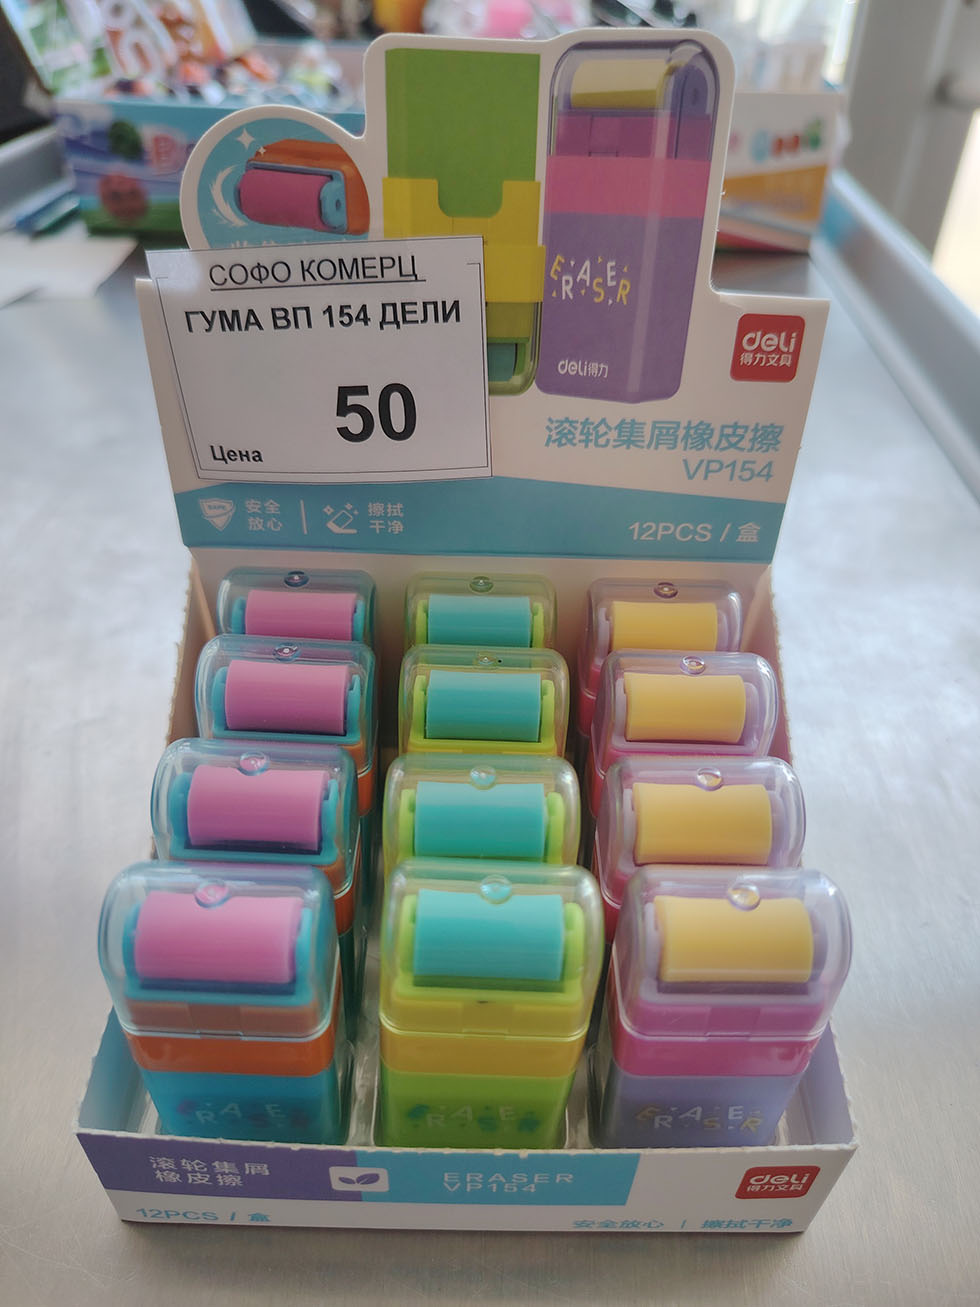 СОФО КОМЕРЦ
ГУМА ВП 154 ДЕЛИ
50
Цена
ERASER
deli得力
deli
得力文具
滚轮集屑橡皮擦
VP154
安全
放心
擦拭
干净
12PCS / 盒
ERASER
ERASER
ERASER
滚轮集屑
橡皮擦
ERASER
VP154
deli
得力文具
12PCS / 盒
安全放心 | 擦拭干净